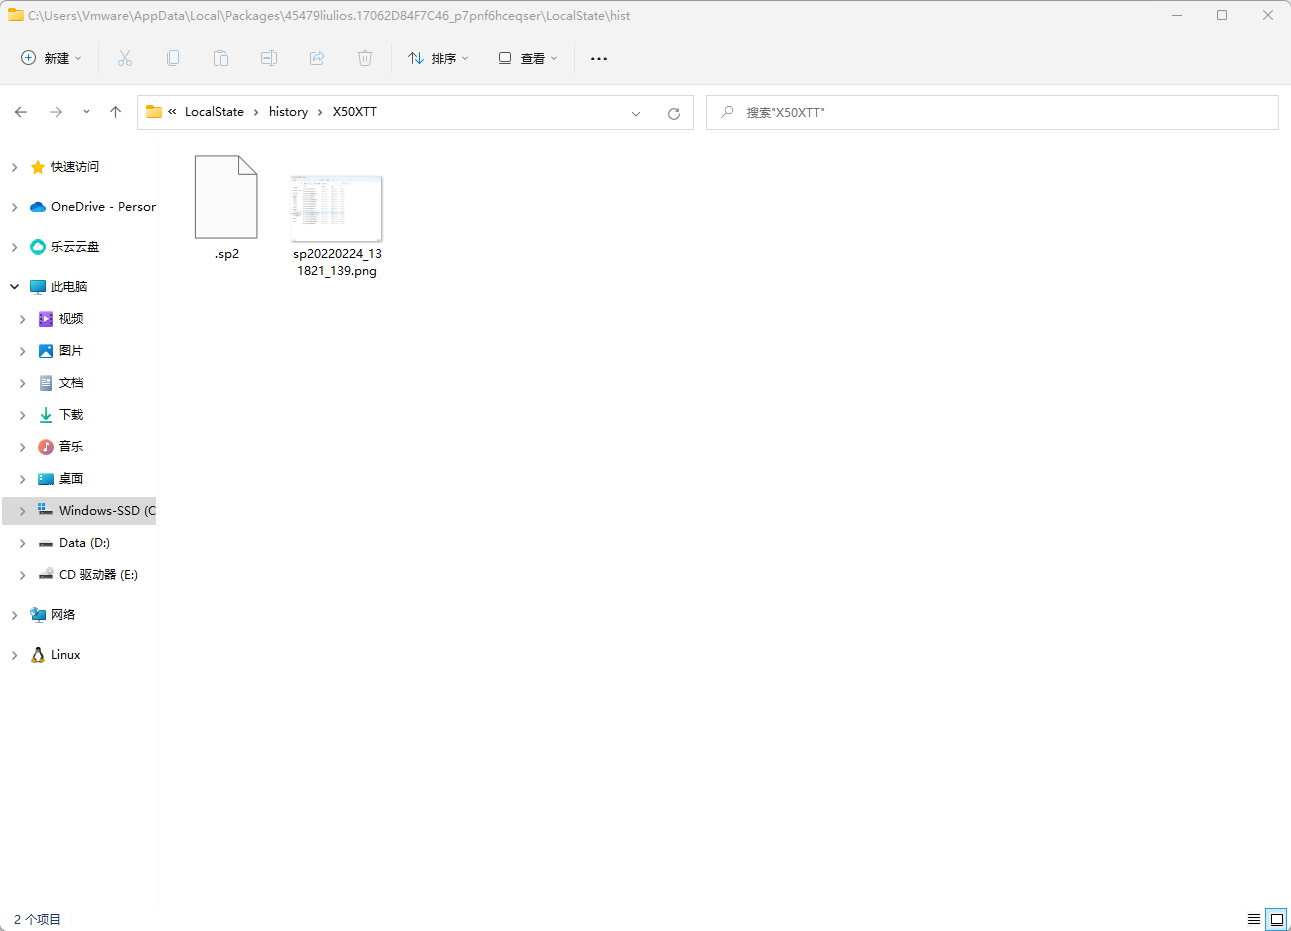 C:\Users\Vmware\AppData\Local\Packages\45479liulios.17062D84F7C46_p7pnf6hceqser\LocalState\hist
新建
排序
查看
« LocalState › history › X50XTT
搜索"X50XTT"
快速访问
OneDrive - Person
乐云云盘
此电脑
视频
图片
文档
下载
音乐
桌面
Windows-SSD (C
Data (D:)
CD 驱动器 (E:)
网络
Linux
.sp2
sp20220224_13
1821_139.png
2 个项目